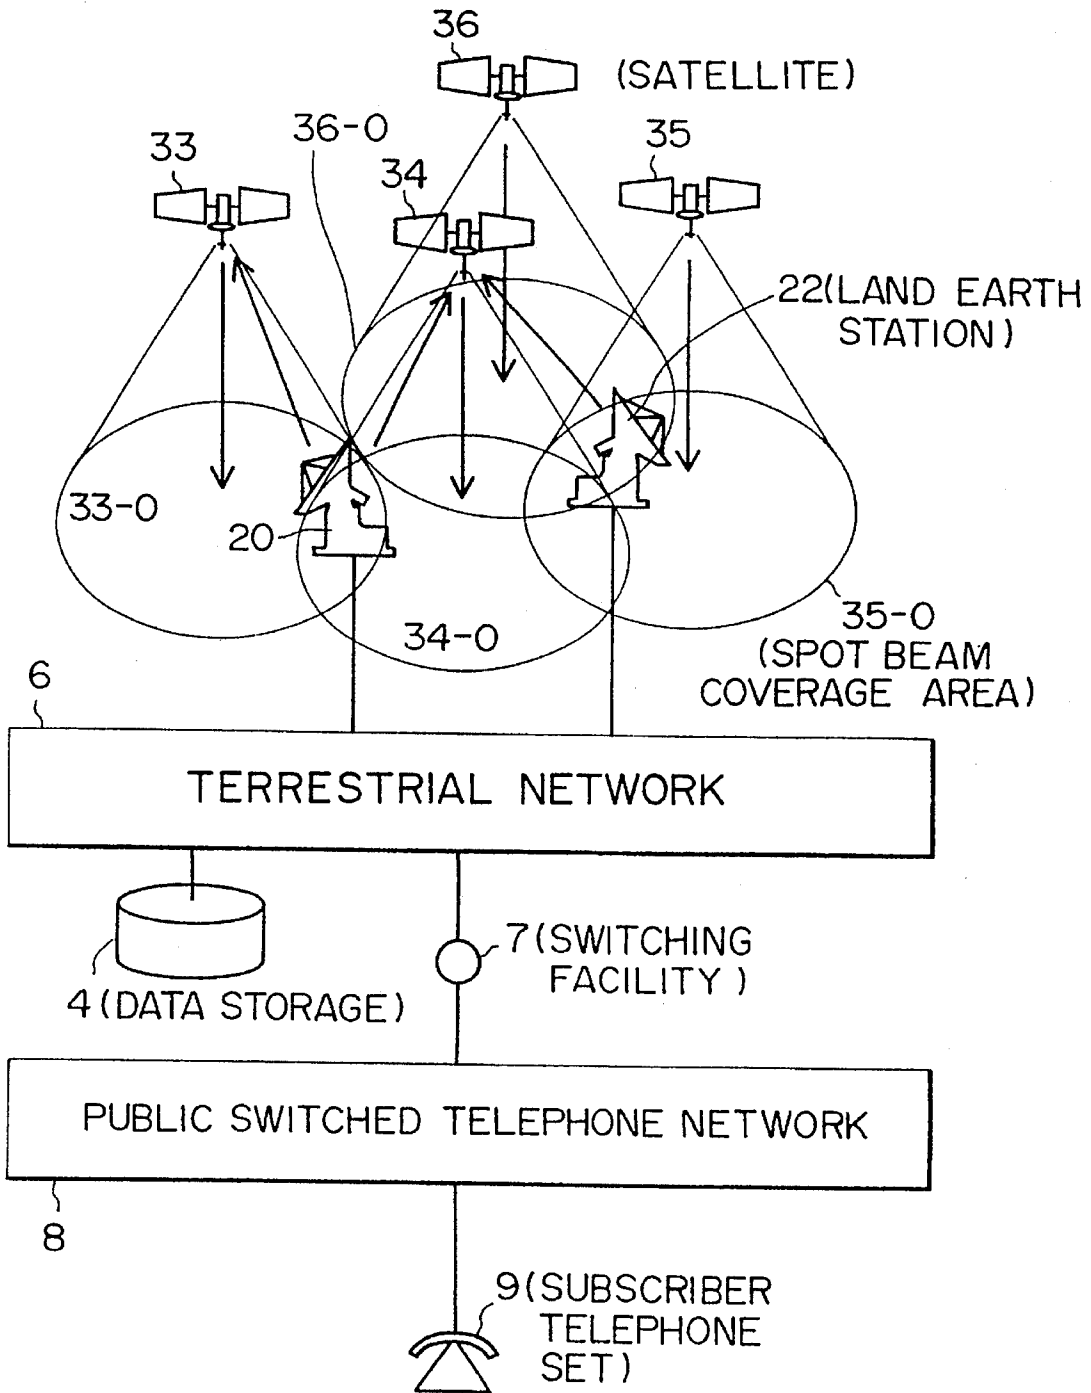 36
(SATELLITE)
36-0
33
34
35
22(LAND EARTH
STATION)
33-0
20
34-0
35-0
(SPOT BEAM
COVERAGE AREA)
6
TERRESTRIAL NETWORK
7(SWITCHING
FACILITY)
4(DATA STORAGE)
PUBLIC SWITCHED TELEPHONE NETWORK
8
9(SUBSCRIBER
TELEPHONE
SET)